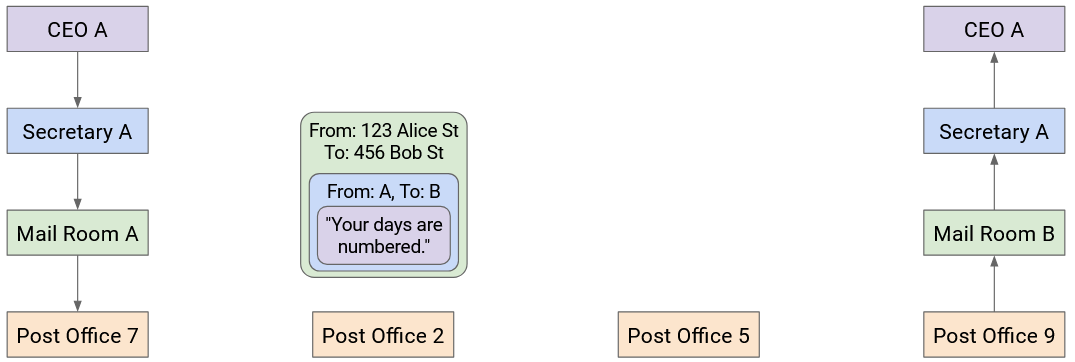 CEO A
CEO A
Secretary A
From: 123 Alice St
To: 456 Bob St
Secretary A
From: A, To: B
"Your days are
numbered."
Mail Room A
Mail Room B
Post Office 7
Post Office 2
Post Office 5
Post Office 9